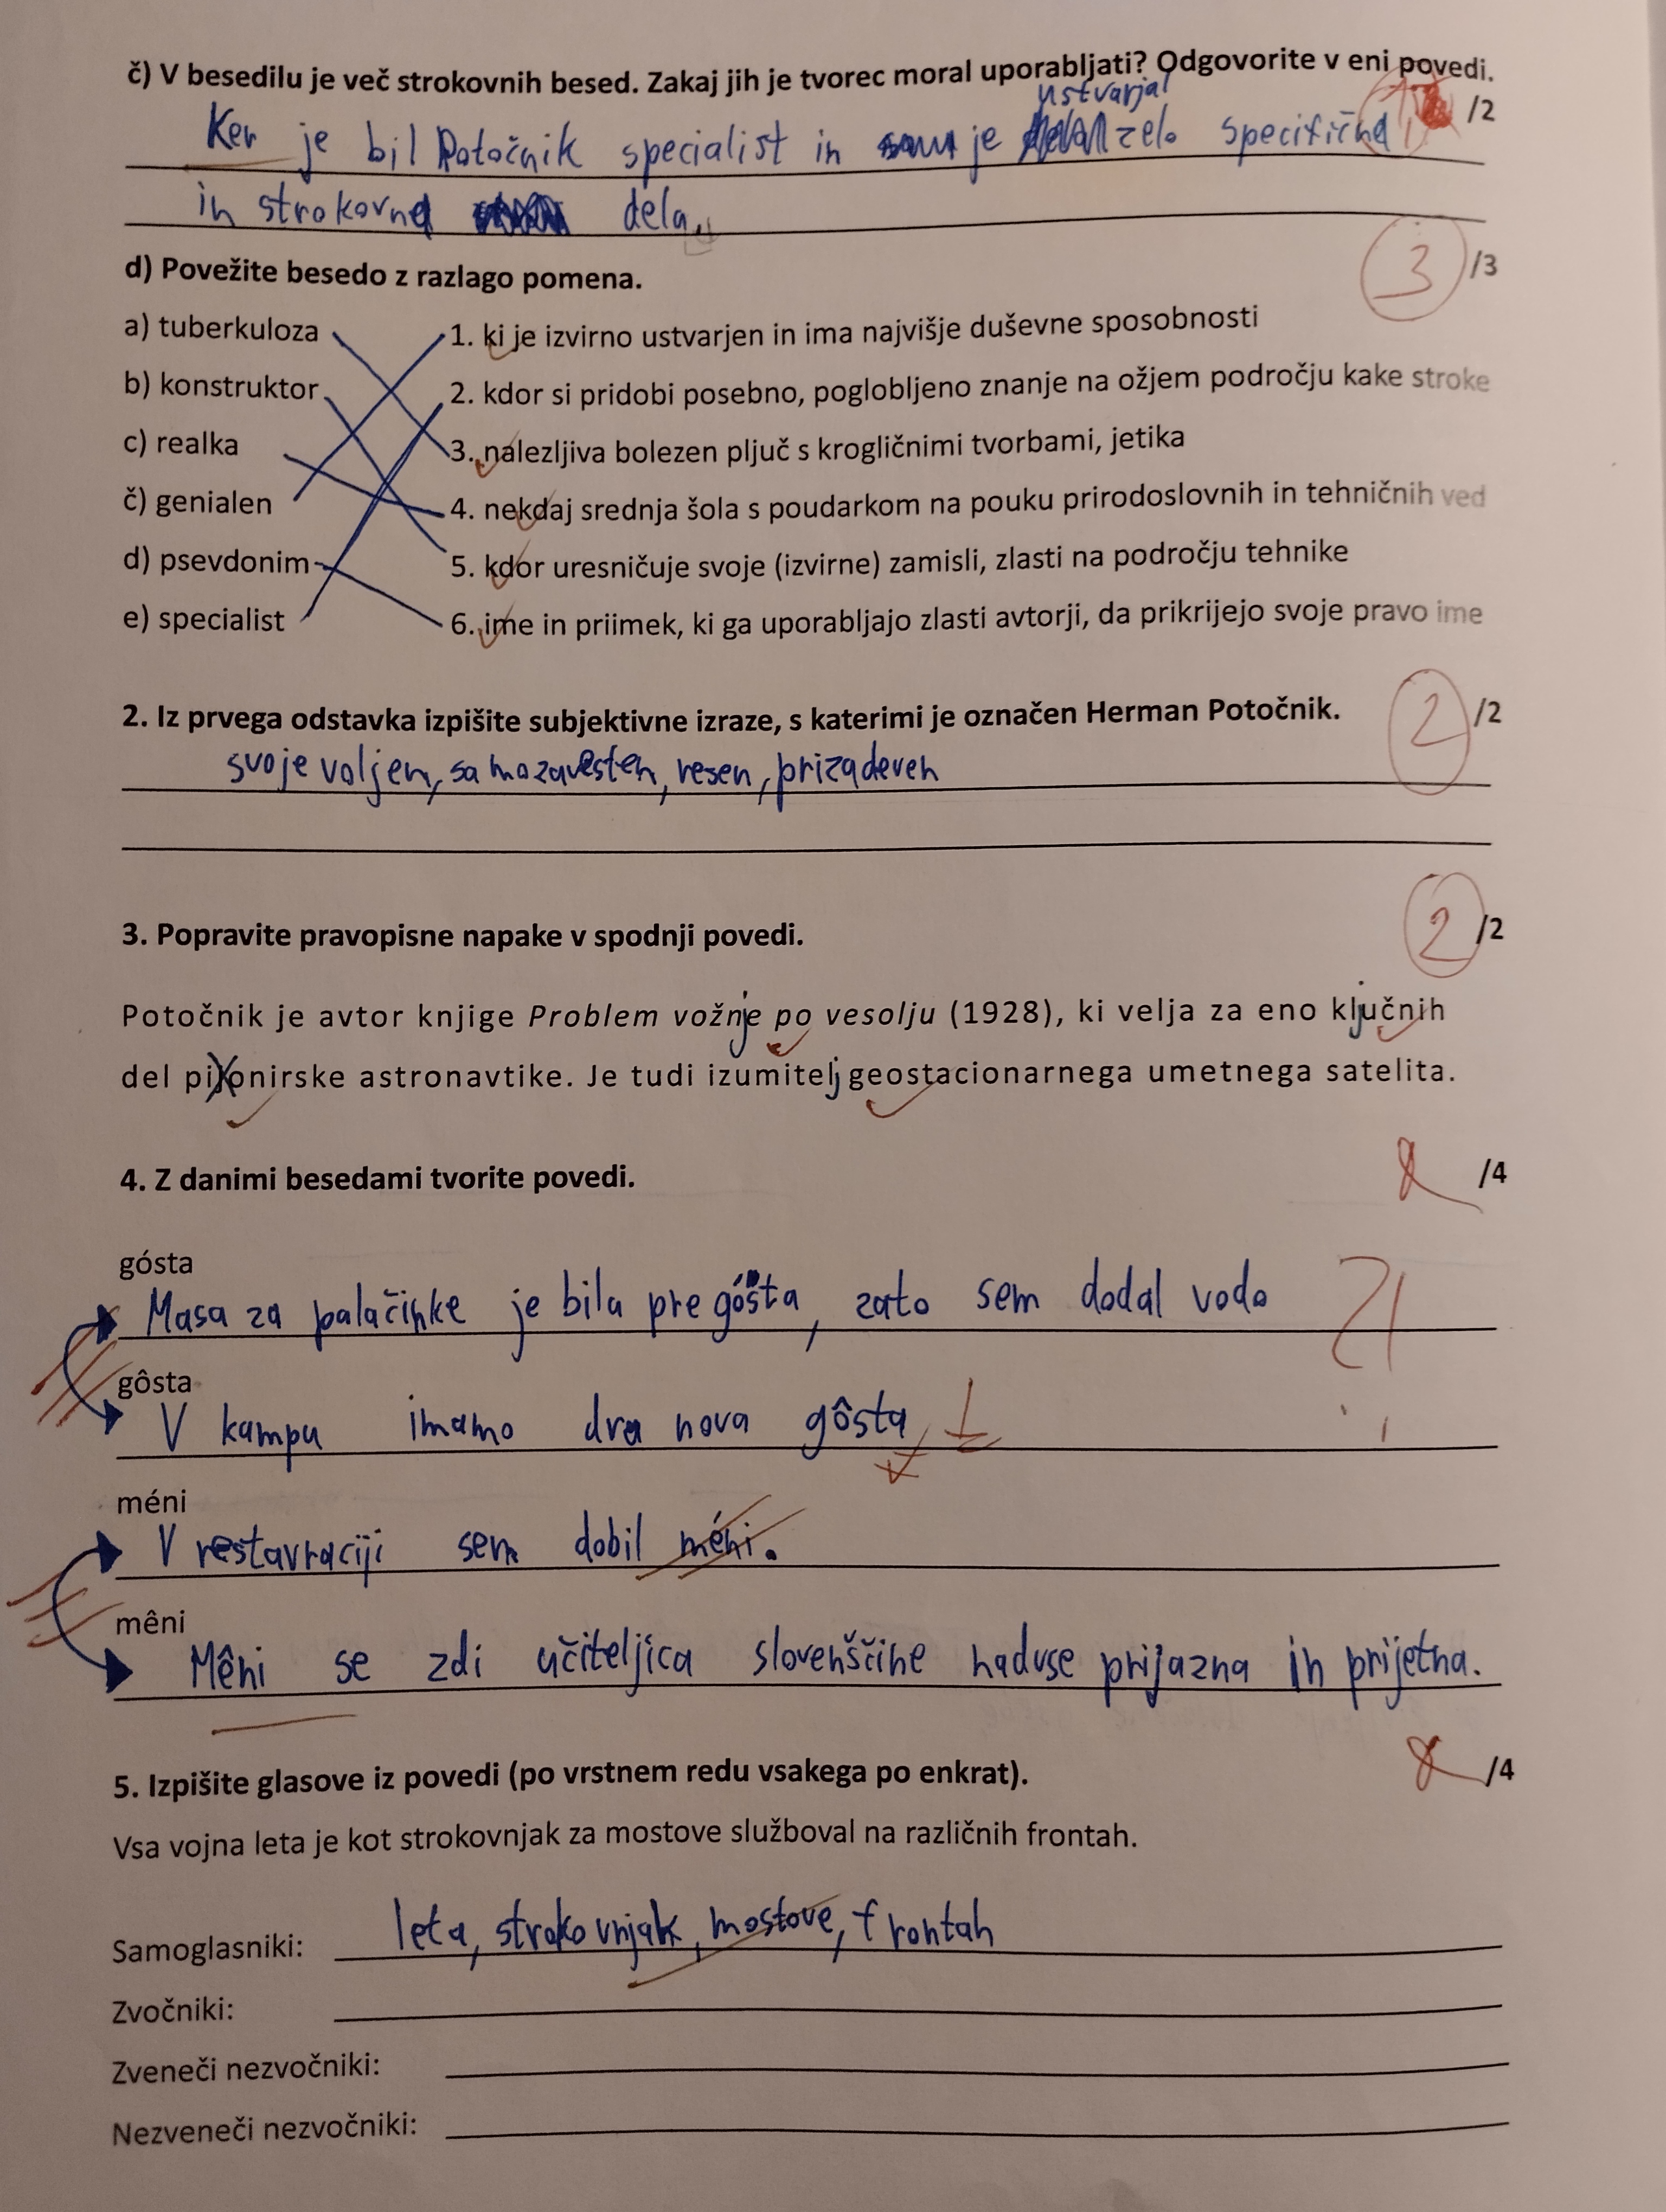 č) V besedilu je več strokovnih besed. Zakaj jih je tvorec moral uporabljati? Odgovorite v eni povedi.
/2
ustvarjal
Ker je bil Potočnik specialist in je zelo specifična
in strokovna dela.
d) Povežite besedo z razlago pomena.
3 /3
a) tuberkuloza 1. ki je izvirno ustvarjen in ima najvišje duševne sposobnosti
b) konstruktor 2. kdor si pridobi posebno, poglobljeno znanje na ožjem področju kake stroke
c) realka 3. nalezljiva bolezen pljuč s krogličnimi tvorbami, jetika
č) genialen 4. nekdaj srednja šola s poudarkom na pouku prirodoslovnih in tehničnih ved
d) psevdonim 5. kdor uresničuje svoje (izvirne) zamisli, zlasti na področju tehnike
e) specialist 6. ime in priimek, ki ga uporabljajo zlasti avtorji, da prikrijejo svoje pravo ime
2. Iz prvega odstavka izpišite subjektivne izraze, s katerimi je označen Herman Potočnik. 2 /2
svojevoljen, samozavesten, resen, prizadeven
3. Popravite pravopisne napake v spodnji povedi. 2 /2
Potočnik je avtor knjige Problem vožnje po vesolju (1928), ki velja za eno ključnih
del pijonirske astronavtike. Je tudi izumitelj geostacionarnega umetnega satelita.
4. Z danimi besedami tvorite povedi. /4
gósta
Masa za palačinke je bila pregósta, zato sem dodal vodo
gôsta
V kampu imamo dva nova gôsta
méni
V restavraciji sem dobil méni.
mêni
Mêni se zdi učiteljica slovenščine nadvse prijazna in prijetna.
5. Izpišite glasove iz povedi (po vrstnem redu vsakega po enkrat). /4
Vsa vojna leta je kot strokovnjak za mostove služboval na različnih frontah.
Samoglasniki: leta, strokovnjak, mostove, frontah
Zvočniki:
Zveneči nezvočniki:
Nezveneči nezvočniki: